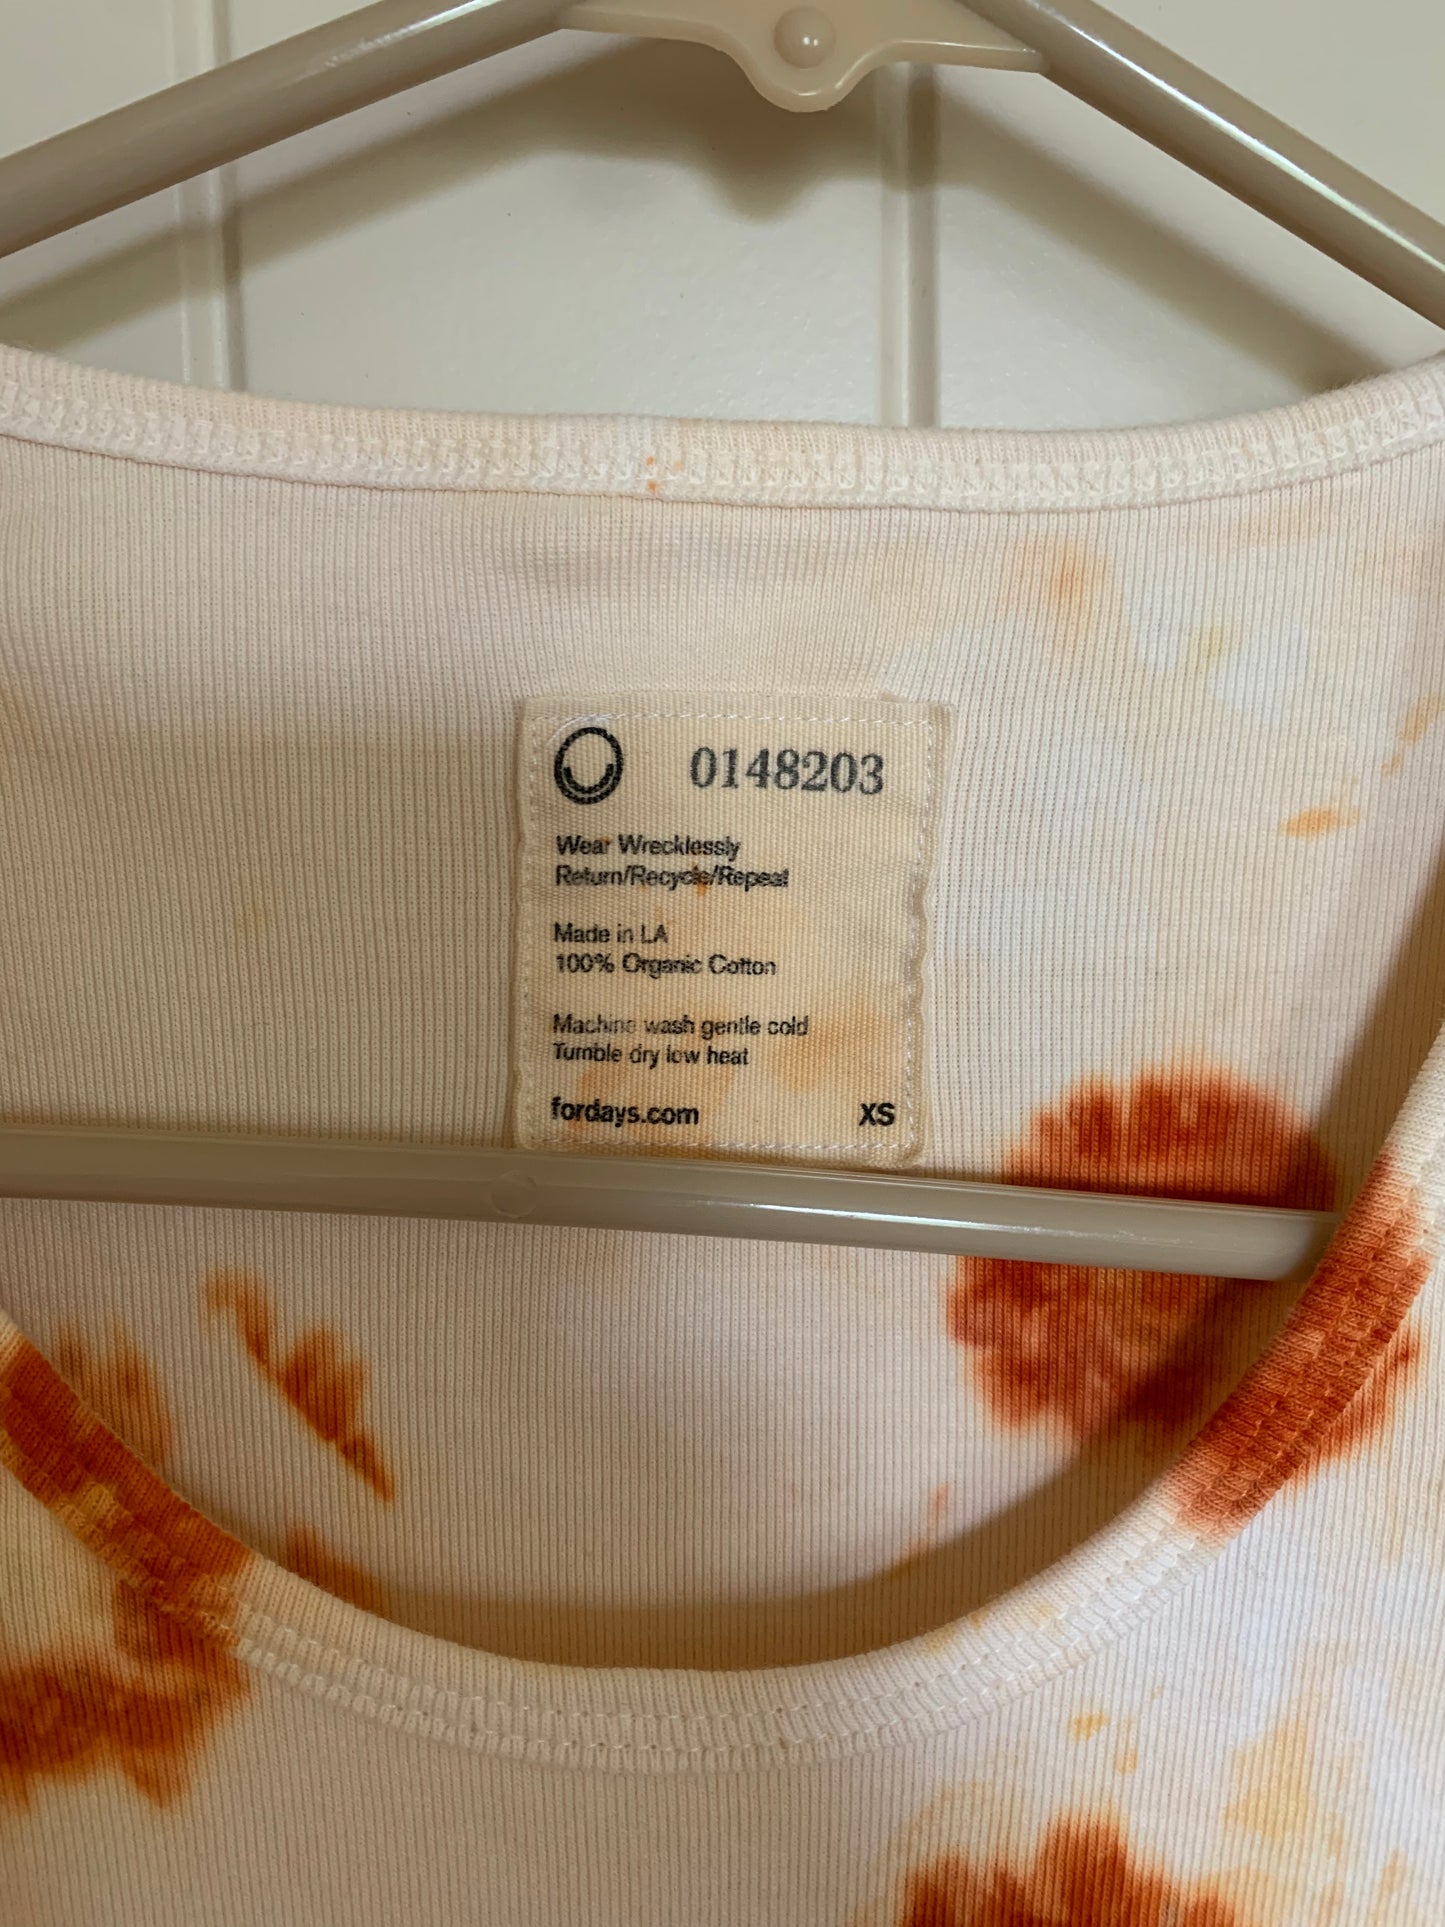 0148203
Wear Wrecklessly
Return/Recycle/Repeat
Made in LA
100% Organic Cotton
Machine wash gentle cold
Tumble dry low heat
fordays.com XS